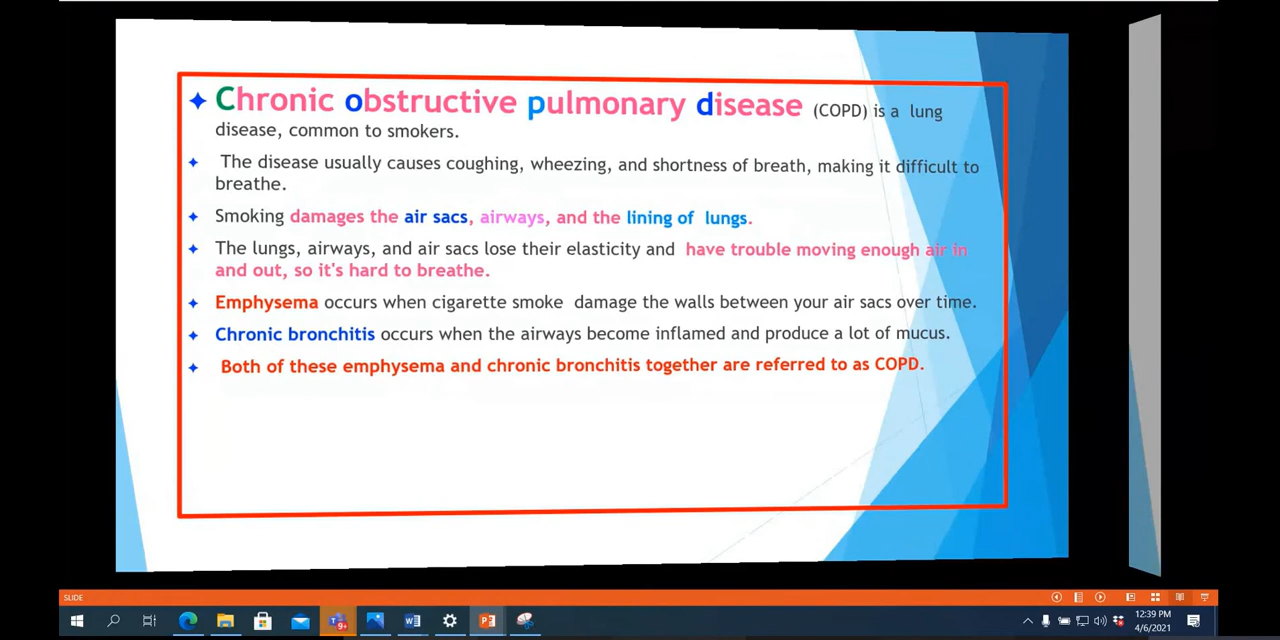 Chronic obstructive pulmonary disease (COPD) is a lung
disease, common to smokers.
The disease usually causes coughing, wheezing, and shortness of breath, making it difficult to
breathe.
Smoking damages the air sacs, airways, and the lining of lungs.
The lungs, airways, and air sacs lose their elasticity and have trouble moving enough air in
and out, so it's hard to breathe.
Emphysema occurs when cigarette smoke damage the walls between your air sacs over time.
Chronic bronchitis occurs when the airways become inflamed and produce a lot of mucus.
Both of these emphysema and chronic bronchitis together are referred to as COPD.
SLIDE
9+
12:39 PM
4/6/2021